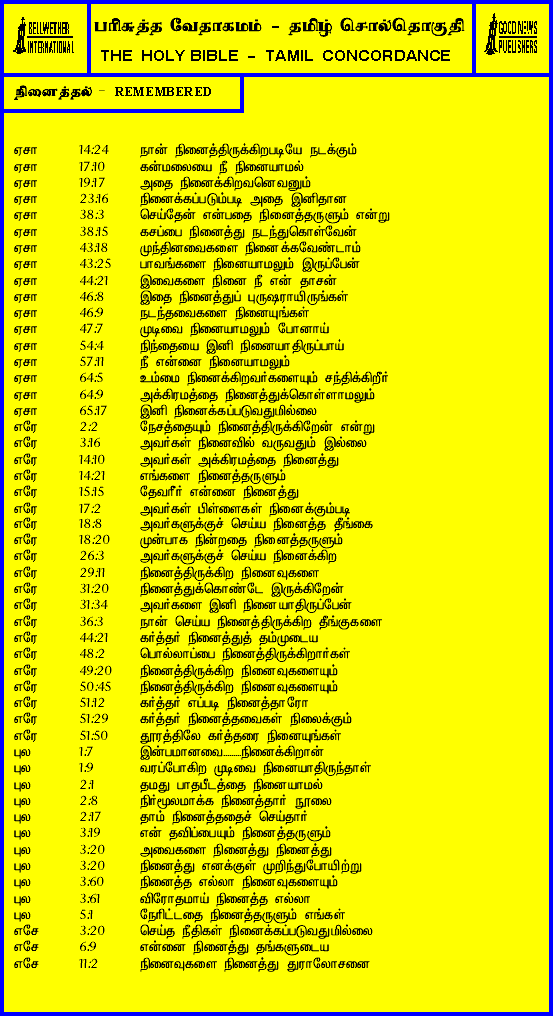 BELLWETHER INTERNATIONAL
பரிசுத்த வேதாகமம் - தமிழ் சொல்தொகுதி
THE HOLY BIBLE - TAMIL CONCORDANCE
GOOD NEWS PUBLISHERS
நினைத்தல் - REMEMBERED
ஏசா 14:24 நான் நினைத்திருக்கிறபடியே நடக்கும்
ஏசா 17:10 கன்மலையை நீ நினையாமல்
ஏசா 19:17 அதை நினைக்கிறவனெவனும்
ஏசா 23:16 நினைக்கப்படும்படி அதை இனிதான
ஏசா 38:3 செய்தேன் என்பதை நினைத்தருளும் என்று
ஏசா 38:15 கசப்பை நினைத்து நடந்துகொள்வேன்
ஏசா 43:18 முந்தினவைகளை நினைக்கவேண்டாம்
ஏசா 43:25 பாவங்களை நினையாமலும் இருப்பேன்
ஏசா 44:21 இவைகளை நினை நீ என் தாசன்
ஏசா 46:8 இதை நினைத்துப் புருஷராயிருங்கள்
ஏசா 46:9 நடந்தவைகளை நினையுங்கள்
ஏசா 47:7 முடிவை நினையாமலும் போனாய்
ஏசா 54:4 நிந்தையை இனி நினையாதிருப்பாய்
ஏசா 57:11 நீ என்னை நினையாமலும்
ஏசா 64:5 உம்மை நினைக்கிறவர்களையும் சந்திக்கிறீர்
ஏசா 64:9 அக்கிரமத்தை நினைத்துக்கொள்ளாமலும்
ஏசா 65:17 இனி நினைக்கப்படுவதுமில்லை
எரே 2:2 நேசத்தையும் நினைத்திருக்கிறேன் என்று
எரே 3:16 அவர்கள் நினைவில் வருவதும் இல்லை
எரே 14:10 அவர்கள் அக்கிரமத்தை நினைத்து
எரே 14:21 எங்களை நினைத்தருளும்
எரே 15:15 தேவரீர் என்னை நினைத்து
எரே 17:2 அவர்கள் பிள்ளைகள் நினைக்கும்படி
எரே 18:8 அவர்களுக்குச் செய்ய நினைத்த தீங்கை
எரே 18:20 முன்பாக நின்றதை நினைத்தருளும்
எரே 26:3 அவர்களுக்குச் செய்ய நினைக்கிற
எரே 29:11 நினைத்திருக்கிற நினைவுகளை
எரே 31:20 நினைத்துக்கொண்டே இருக்கிறேன்
எரே 31:34 அவர்களை இனி நினையாதிருப்பேன்
எரே 36:3 நான் செய்ய நினைத்திருக்கிற தீங்குகளை
எரே 44:21 கர்த்தர் நினைத்துத் தம்முடைய
எரே 48:2 பொல்லாப்பை நினைத்திருக்கிறார்கள்
எரே 49:20 நினைத்திருக்கிற நினைவுகளையும்
எரே 50:45 நினைத்திருக்கிற நினைவுகளையும்
எரே 51:12 கர்த்தர் எப்படி நினைத்தாரோ
எரே 51:29 கர்த்தர் நினைத்தவைகள் நிலைக்கும்
எரே 51:50 தூரத்திலே கர்த்தரை நினையுங்கள்
புல 1:7 இன்பமானவை.........நினைக்கிறாள்
புல 1:9 வரப்போகிற முடிவை நினையாதிருந்தாள்
புல 2:1 தமது பாதபீடத்தை நினையாமல்
புல 2:8 நிர்மூலமாக்க நினைத்தார் நூலை
புல 2:17 தாம் நினைத்ததைச் செய்தார்
புல 3:19 என் தவிப்பையும் நினைத்தருளும்
புல 3:20 அவைகளை நினைத்து நினைத்து
புல 3:20 நினைத்து எனக்குள் முறிந்துபோயிற்று
புல 3:60 நினைத்த எல்லா நினைவுகளையும்
புல 3:61 விரோதமாய் நினைத்த எல்லா
புல 5:1 நேரிட்டதை நினைத்தருளும் எங்கள்
எசே 3:20 செய்த நீதிகள் நினைக்கப்படுவதுமில்லை
எசே 6:9 என்னை நினைத்து தங்களுடைய
எசே 11:2 நினைவுகளை நினைத்து துராலோசனை